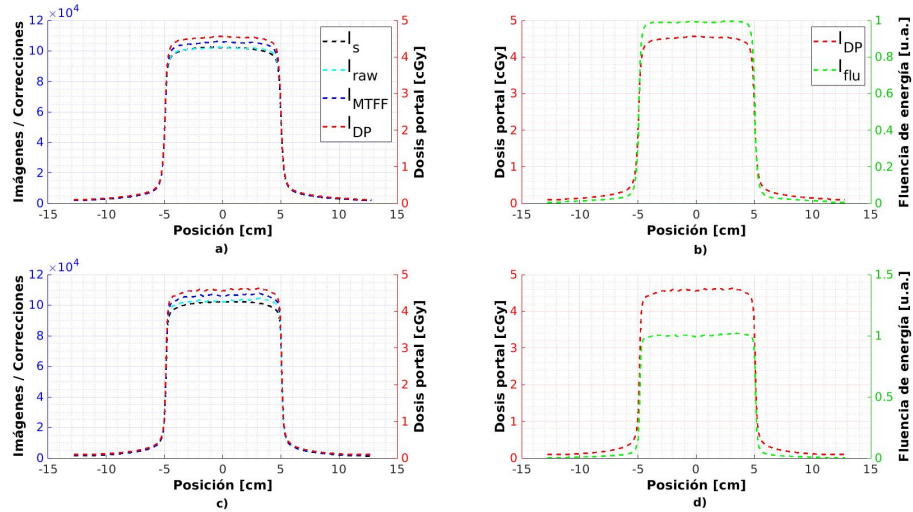 ×10⁴
12
10
8
6
4
2
0
Imágenes / Correcciones
5
4
3
2
1
0
Dosis portal [cGy]
I_s
I_raw
I_MTFF
I_DP
-15 -10 -5 0 5 10 15
Posición [cm]
a)
5
4
3
2
1
0
Dosis portal [cGy]
1
0.8
0.6
0.4
0.2
0
Fluencia de energía [u.a.]
I_DP
I_flu
-15 -10 -5 0 5 10 15
Posición [cm]
b)
×10⁴
12
10
8
6
4
2
0
Imágenes / Correcciones
5
4
3
2
1
0
Dosis portal [cGy]
-15 -10 -5 0 5 10 15
Posición [cm]
c)
5
4
3
2
1
0
Dosis portal [cGy]
1.5
1
0.5
0
Fluencia de energía [u.a.]
-15 -10 -5 0 5 10 15
Posición [cm]
d)